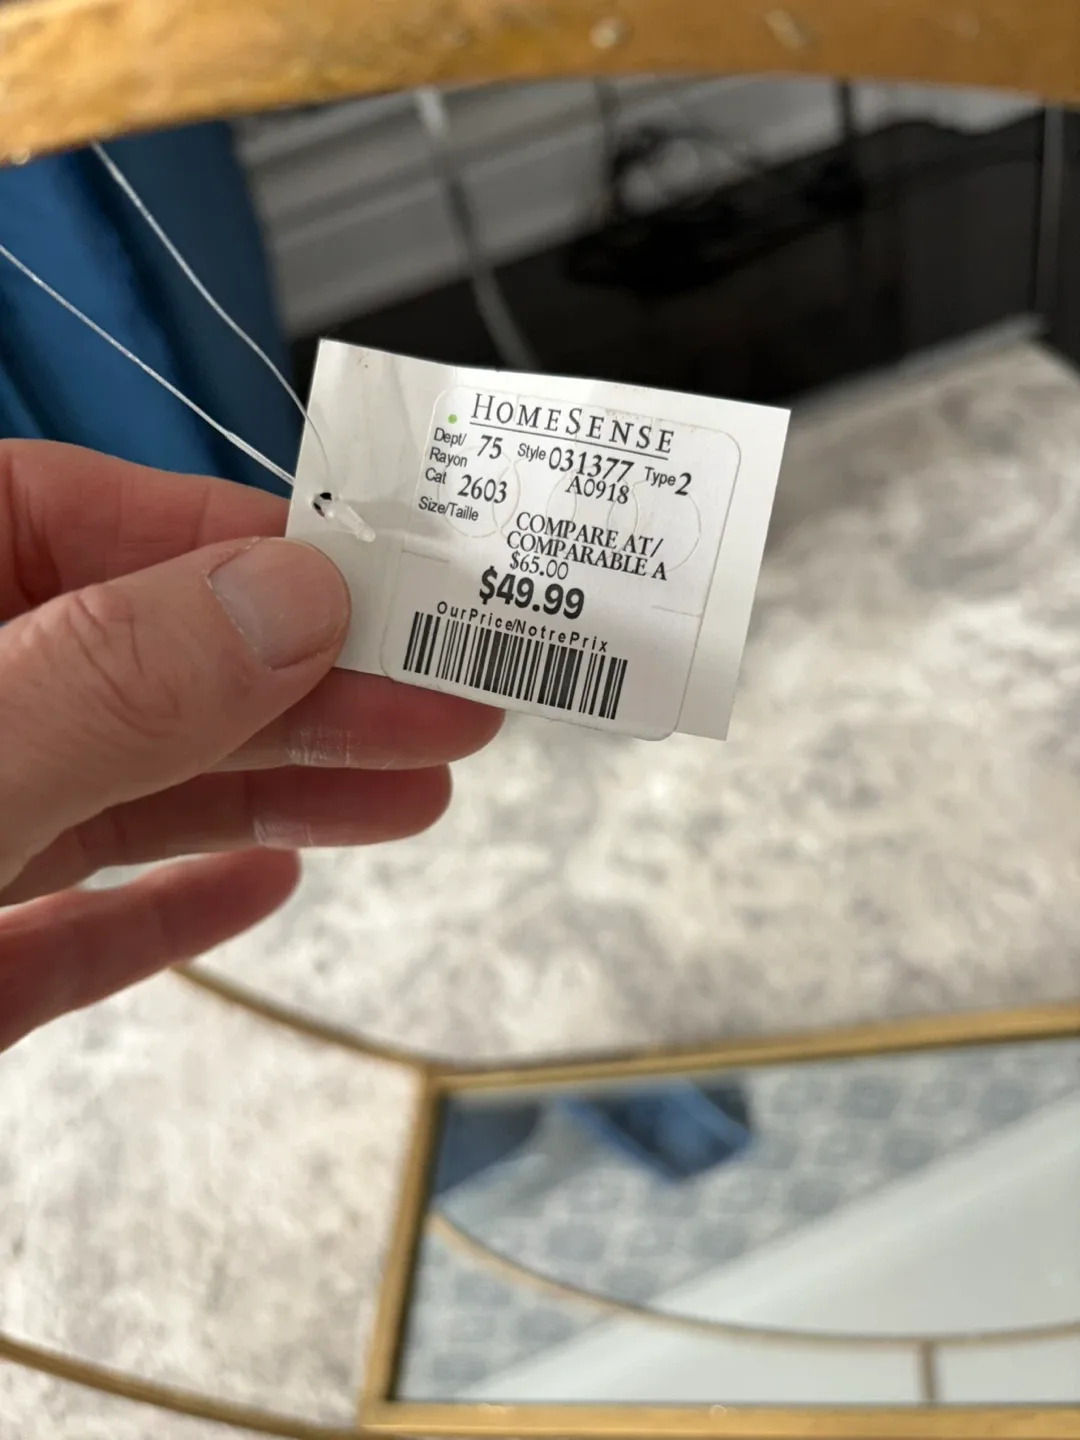 HOMESENSE
Dept/ Rayon 75 Style 031377 Type 2
A0918
Cat 2603
Size/Taille
COMPARE AT/
COMPARABLE A
$65.00
$49.99
OurPrice/NotrePrix